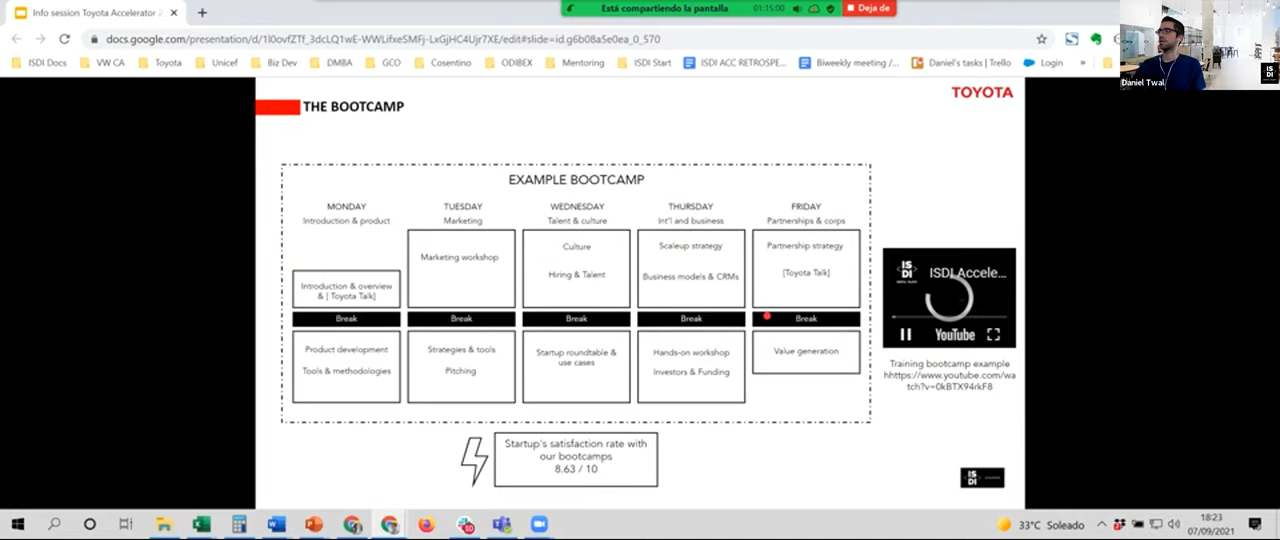 Info session Toyota Accelerator 2
Está compartiendo la pantalla
01:15:00
Deja de
docs.google.com/presentation/d/1l0ovfZTf_3dcLQ1wE-WWLifxeSMFj-LxGjHC4Ujr7XE/edit#slide=id.g6b08a5e0ea_0_570
ISDI Docs
VW CA
Toyota
Unicef
Biz Dev
DMBA
GCO
Cosentino
ODIBEX
Mentoring
ISDI Start
ISDI ACC RETROSPE...
Biweekly meeting /...
Daniel's tasks | Trello
Login
»
Daniel Twal
IS
DI
TOYOTA
THE BOOTCAMP
EXAMPLE BOOTCAMP
MONDAY
Introduction & product
Introduction & overview
& [ Toyota Talk]
Break
Product development
Tools & methodologies
TUESDAY
Marketing
Marketing workshop
Break
Strategies & tools
Pitching
WEDNESDAY
Talent & culture
Culture
Hiring & Talent
Break
Startup roundtable &
use cases
THURSDAY
Int'l and business
Scaleup strategy
Business models & CRMs
Break
Hands-on workshop
Investors & Funding
FRIDAY
Partnerships & corps
Partnership strategy
[Toyota Talk]
Break
Value generation
IS
DI
ISDI Accele...
YouTube
Training bootcamp example
hhttps://www.youtube.com/wa
tch?v=0kBTX94rkF8
Startup's satisfaction rate with
our bootcamps
8.63 / 10
IS
DI
33°C Soleado
18:23
07/09/2021